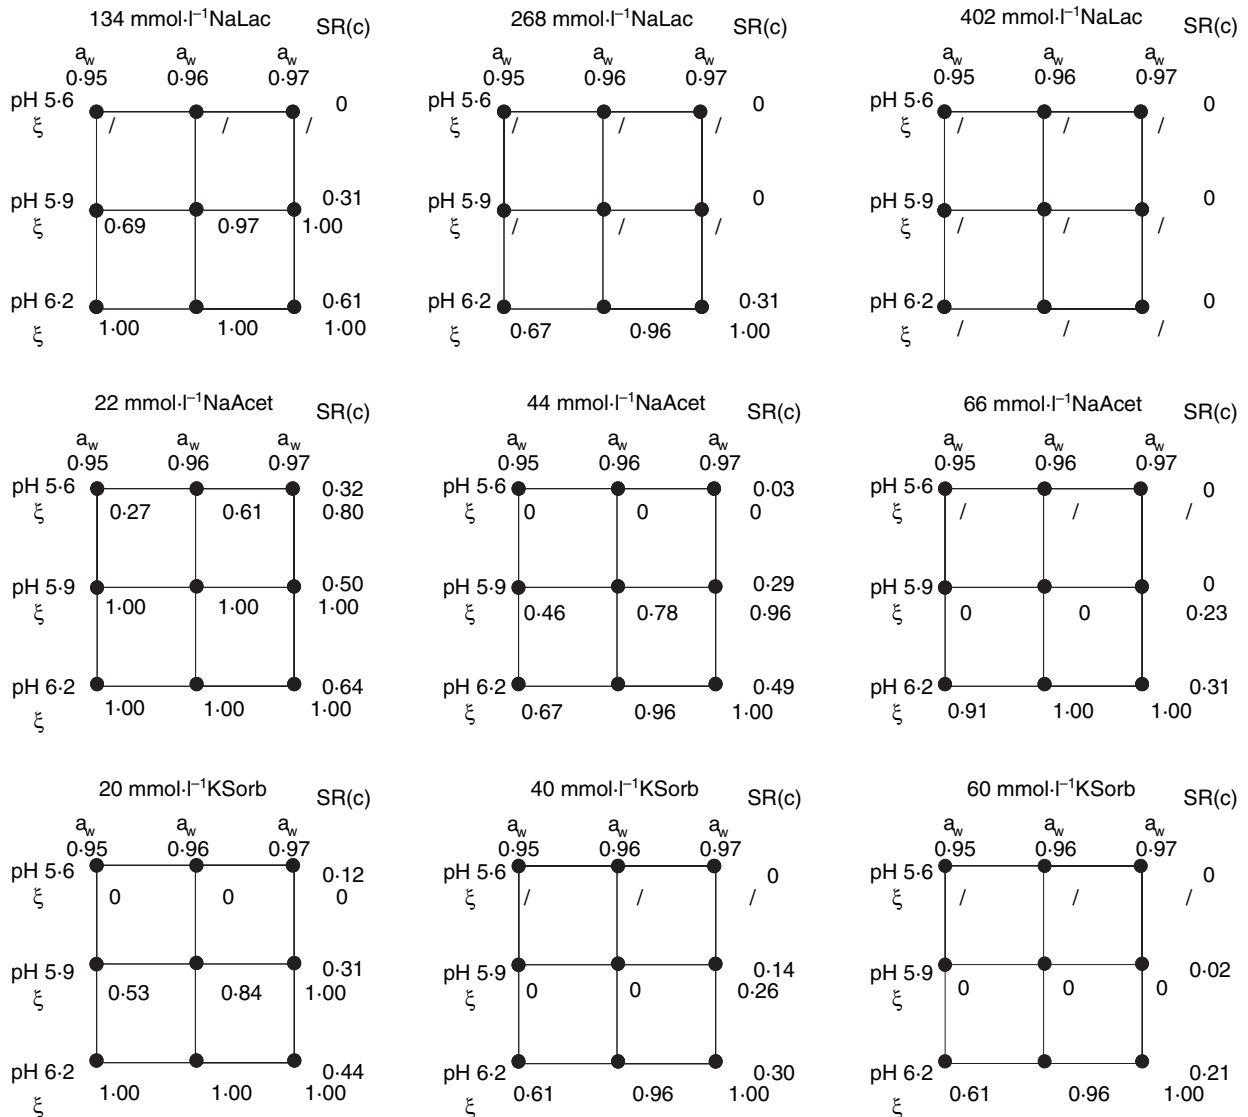 134 mmol·l⁻¹NaLac SR(c)
a_w a_w a_w
0·95 0·96 0·97
pH 5·6 0
ξ / / /
pH 5·9 0·31
ξ 0·69 0·97 1·00
pH 6·2 0·61
ξ 1·00 1·00 1·00
268 mmol·l⁻¹NaLac SR(c)
a_w a_w a_w
0·95 0·96 0·97
pH 5·6 0
ξ / / /
pH 5·9 0
ξ / / /
pH 6·2 0·31
ξ 0·67 0·96 1·00
402 mmol·l⁻¹NaLac SR(c)
a_w a_w a_w
0·95 0·96 0·97
pH 5·6 0
ξ / / /
pH 5·9 0
ξ / / /
pH 6·2 0
ξ / / /
22 mmol·l⁻¹NaAcet SR(c)
a_w a_w a_w
0·95 0·96 0·97
pH 5·6 0·32
ξ 0·27 0·61 0·80
pH 5·9 0·50
ξ 1·00 1·00 1·00
pH 6·2 0·64
ξ 1·00 1·00 1·00
44 mmol·l⁻¹NaAcet SR(c)
a_w a_w a_w
0·95 0·96 0·97
pH 5·6 0·03
ξ 0 0 0
pH 5·9 0·29
ξ 0·46 0·78 0·96
pH 6·2 0·49
ξ 0·67 0·96 1·00
66 mmol·l⁻¹NaAcet SR(c)
a_w a_w a_w
0·95 0·96 0·97
pH 5·6 0
ξ / / /
pH 5·9 0
ξ 0 0 0·23
pH 6·2 0·31
ξ 0·91 1·00 1·00
20 mmol·l⁻¹KSorb SR(c)
a_w a_w a_w
0·95 0·96 0·97
pH 5·6 0·12
ξ 0 0 0
pH 5·9 0·31
ξ 0·53 0·84 1·00
pH 6·2 0·44
ξ 1·00 1·00 1·00
40 mmol·l⁻¹KSorb SR(c)
a_w a_w a_w
0·95 0·96 0·97
pH 5·6 0
ξ / / /
pH 5·9 0·14
ξ 0 0 0·26
pH 6·2 0·30
ξ 0·61 0·96 1·00
60 mmol·l⁻¹KSorb SR(c)
a_w a_w a_w
0·95 0·96 0·97
pH 5·6 0
ξ / / /
pH 5·9 0·02
ξ 0 0 0
pH 6·2 0·21
ξ 0·61 0·96 1·00